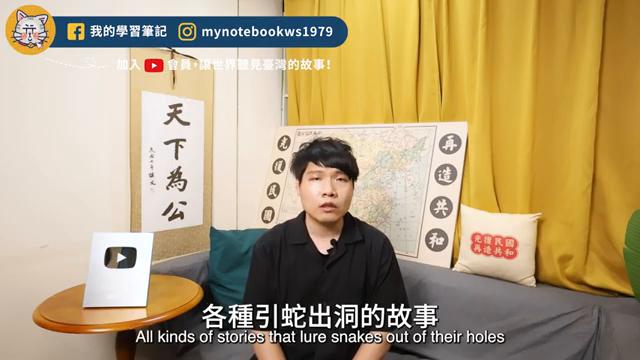 我的學習筆記 mynotebookws1979
加入 會員，讓世界聽見臺灣的故事！
天下為公
光復民國
再造共和
光復民國
再造共和
各種引蛇出洞的故事
All kinds of stories that lure snakes out of their holes